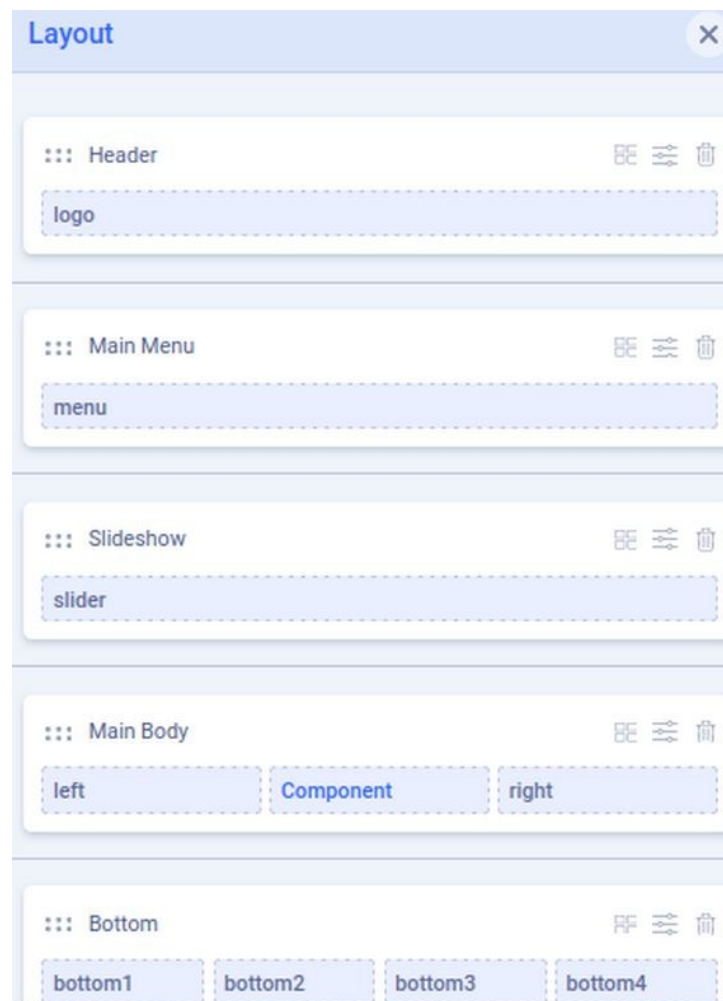 Layout
Header
logo
Main Menu
menu
Slideshow
slider
Main Body
left Component right
Bottom
bottom1 bottom2 bottom3 bottom4